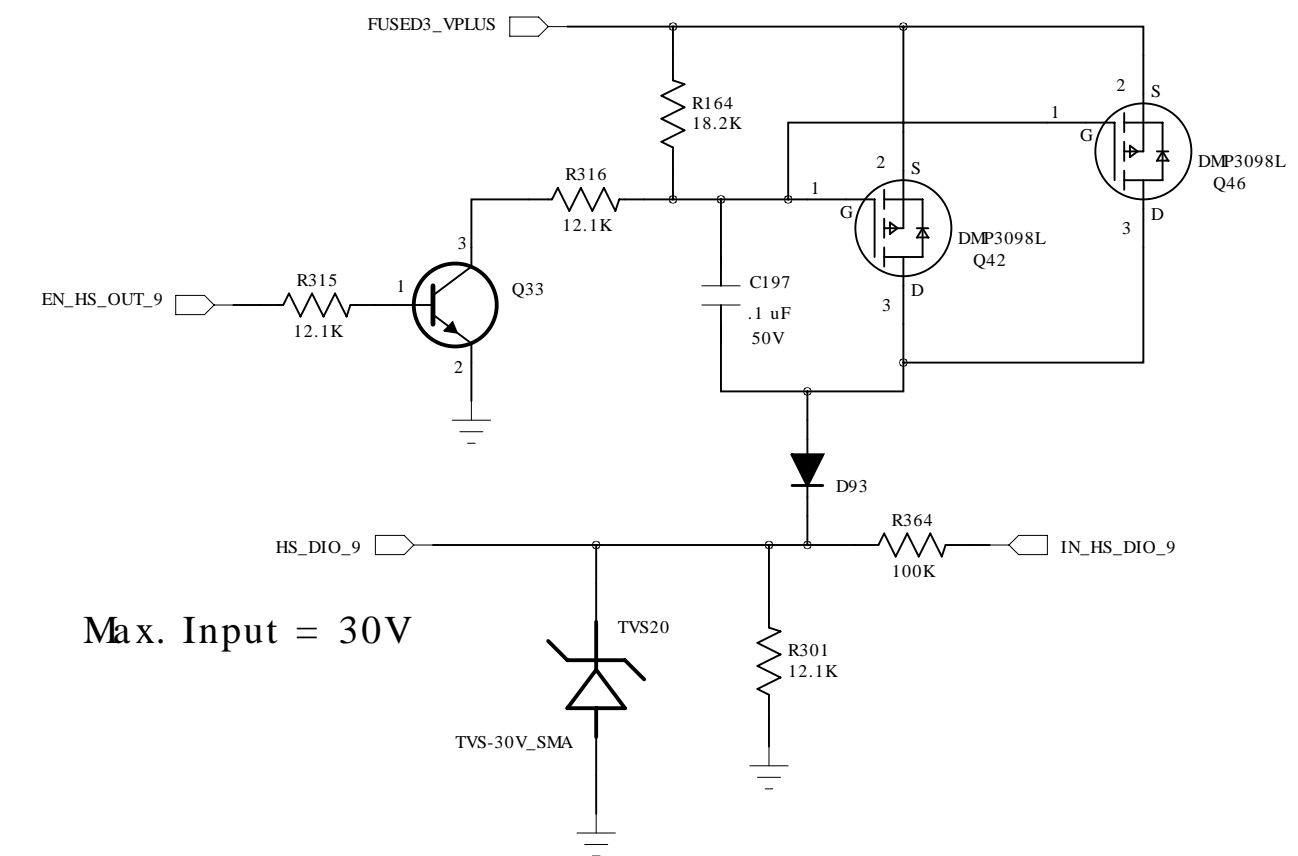 FUSED3_VPLUS
R164
18.2K
2
S
1
G
DMP3098L
Q46
D
3
R316
12.1K
2
S
1
G
DMP3098L
Q42
D
3
3
EN_HS_OUT_9
R315
12.1K
1
Q33
2
C197
.1 uF
50V
D93
HS_DIO_9
R364
100K
IN_HS_DIO_9
Max. Input = 30V
TVS20
TVS-30V_SMA
R301
12.1K